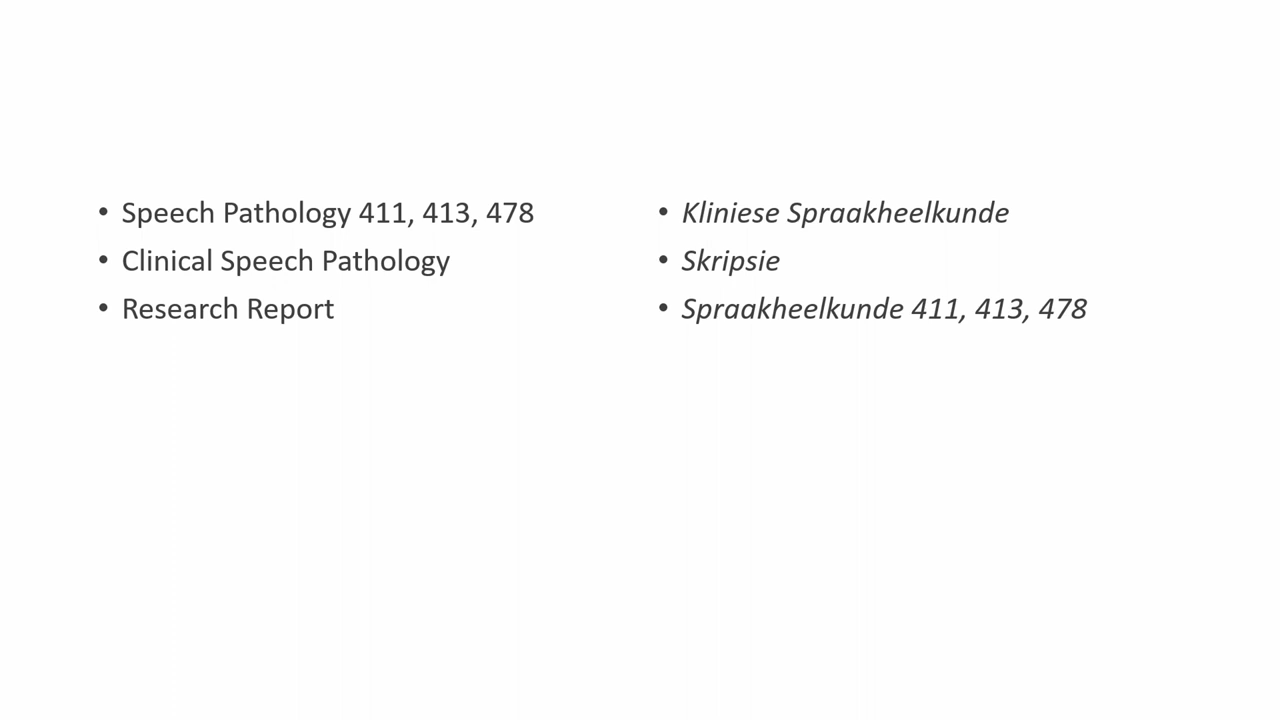 • Speech Pathology 411, 413, 478
• Clinical Speech Pathology
• Research Report
• Kliniese Spraakheelkunde
• Skripsie
• Spraakheelkunde 411, 413, 478